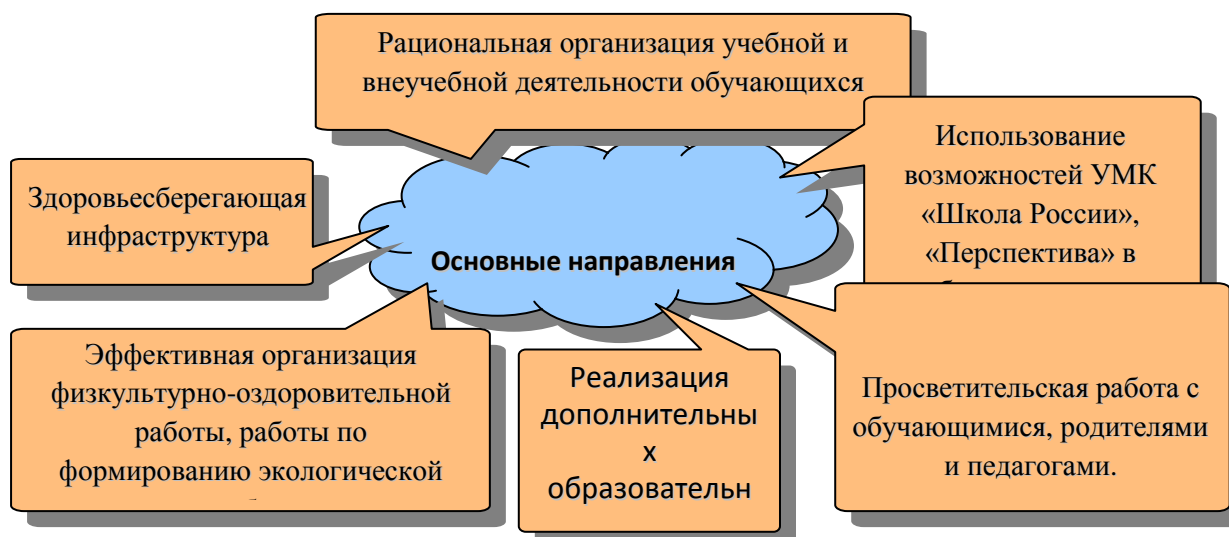 Рациональная организация учебной и
внеучебной деятельности обучающихся
Использование
возможностей УМК
«Школа России»,
«Перспектива» в
Здоровьесберегающая
инфраструктура
Основные направления
Эффективная организация
физкультурно-оздоровительной
работы, работы по
формированию экологической
Реализация
дополнительны
х
образовательн
Просветительская работа с
обучающимися, родителями
и педагогами.